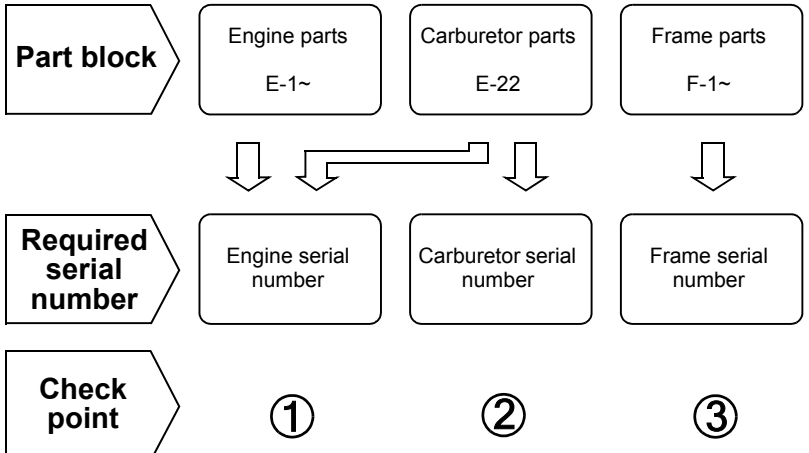 Part block
Engine parts
E-1~
Carburetor parts
E-22
Frame parts
F-1~
Required
serial
number
Engine serial
number
Carburetor serial
number
Frame serial
number
Check
point
①
②
③